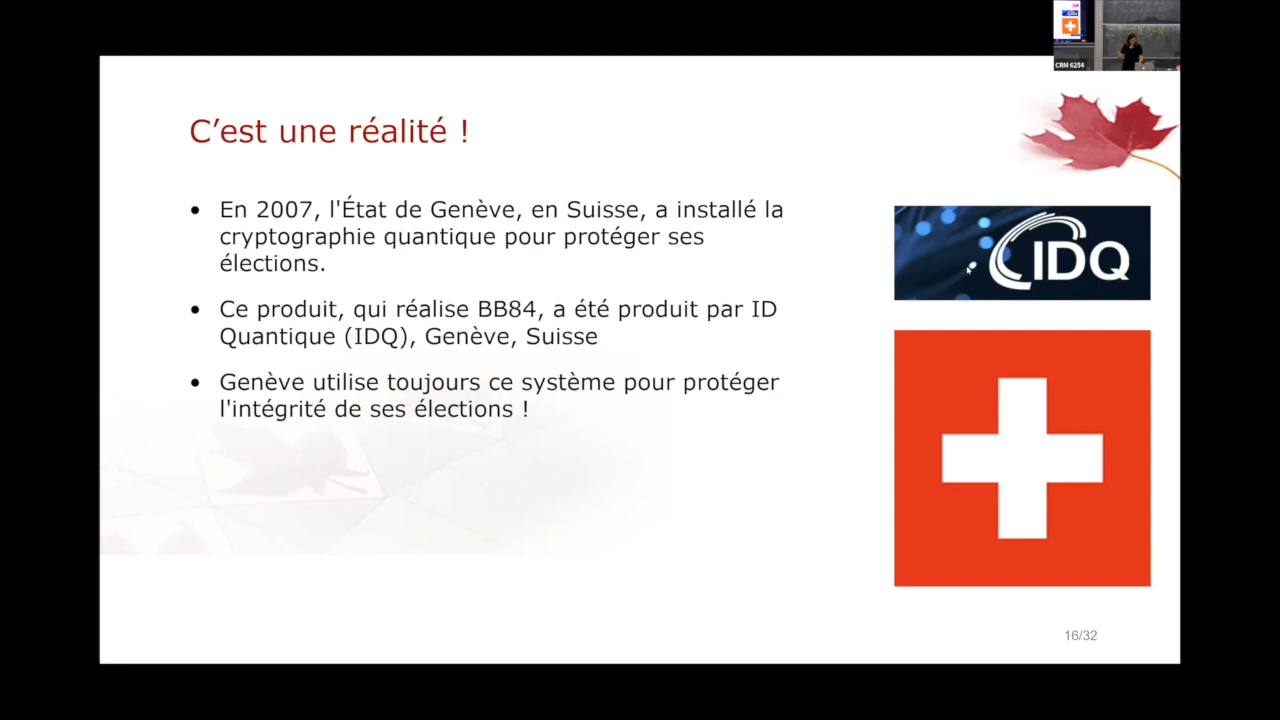 CRM 6254
C’est une réalité !
• En 2007, l'État de Genève, en Suisse, a installé la
cryptographie quantique pour protéger ses
élections.
• Ce produit, qui réalise BB84, a été produit par ID
Quantique (IDQ), Genève, Suisse
• Genève utilise toujours ce système pour protéger
l'intégrité de ses élections !
IDQ
16/32